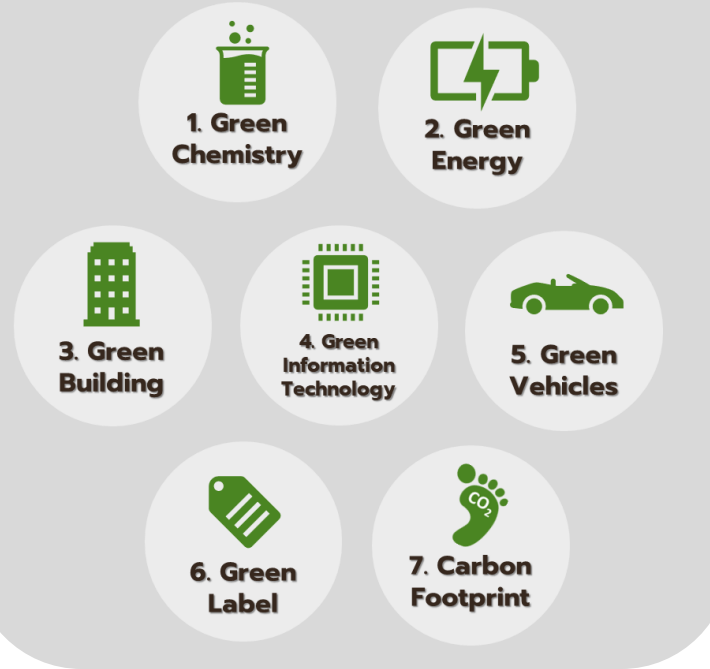 1. Green
Chemistry
2. Green
Energy
3. Green
Building
4. Green
Information
Technology
5. Green
Vehicles
6. Green
Label
CO2
7. Carbon
Footprint